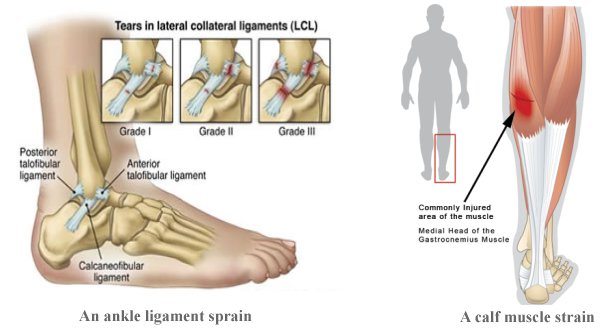 Tears in lateral collateral ligaments (LCL)
Grade I
Grade II
Grade III
Posterior
talofibular
ligament
Anterior
talofibular ligament
Calcaneofibular
ligament
An ankle ligament sprain
Commonly Injured
area of the muscle
Medial Head of the
Gastrocnemius Muscle
A calf muscle strain